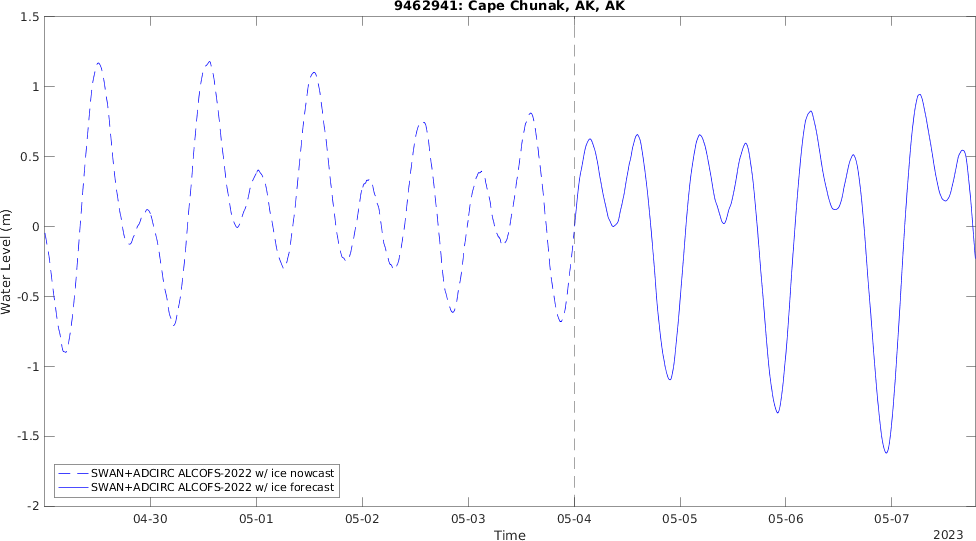 9462941: Cape Chunak, AK, AK
1.5
1
0.5
0
-0.5
-1
-1.5
-2
Water Level (m)
SWAN+ADCIRC ALCOFS-2022 w/ ice nowcast
SWAN+ADCIRC ALCOFS-2022 w/ ice forecast
04-30 05-01 05-02 05-03 05-04 05-05 05-06 05-07
Time
2023